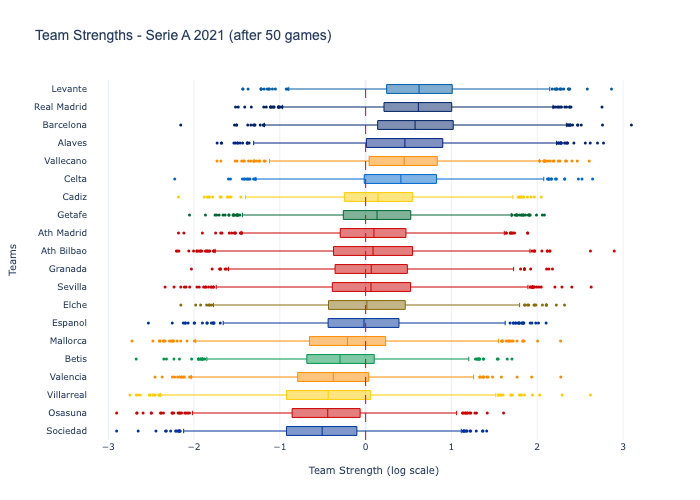 Team Strengths - Serie A 2021 (after 50 games)
Levante
Real Madrid
Barcelona
Alaves
Vallecano
Celta
Cadiz
Getafe
Ath Madrid
Ath Bilbao
Granada
Sevilla
Elche
Espanol
Mallorca
Betis
Valencia
Villarreal
Osasuna
Sociedad
Teams
−3 −2 −1 0 1 2 3
Team Strength (log scale)